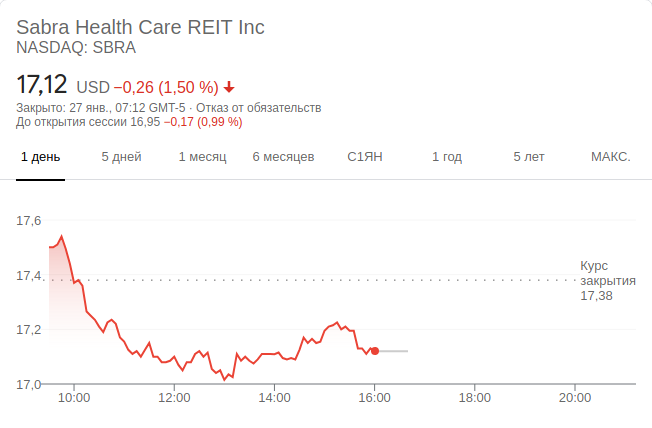 Sabra Health Care REIT Inc
NASDAQ: SBRA
17,12 USD −0,26 (1,50 %)
Закрыто: 27 янв., 07:12 GMT-5 · Отказ от обязательств
До открытия сессии 16,95 −0,17 (0,99 %)
1 день 5 дней 1 месяц 6 месяцев С1ЯН 1 год 5 лет МАКС.
17,6
17,4
17,2
17,0
Курс
закрытия
17,38
10:00 12:00 14:00 16:00 18:00 20:00